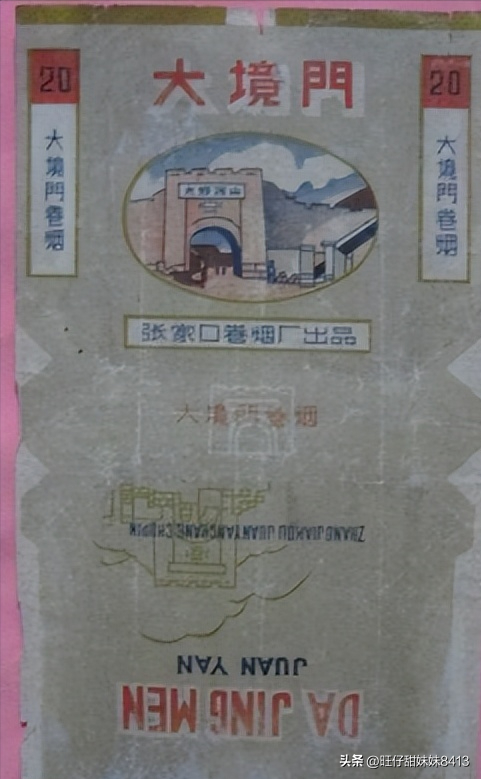 大境門
20
大境門卷烟
20
大境門卷烟
大好河山
张家口卷烟厂出品
大境門卷烟
ZHANGJIAKOU JUANYANCHANG CHUPIN
JUAN YAN
DA JING MEN
头条 @旺仔甜妹妹8413